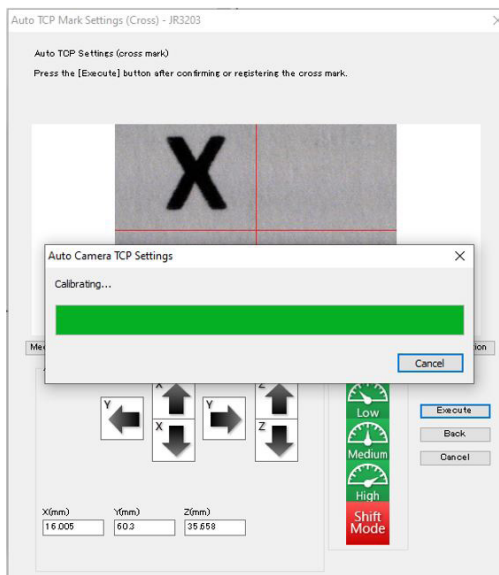 Auto TCP Mark Settings (Cross) - JR3203
Auto TCP Settings (cross mark)
Press the [Execute] button after confirming or registering the cross mark.
X
Auto Camera TCP Settings
Calibrating...
Cancel
X
Y
Y
Z
X
Z
Low
Medium
High
Shift
Mode
Execute
Back
Cancel
X(mm)
Y(mm)
Z(mm)
16.005
60.3
35.658